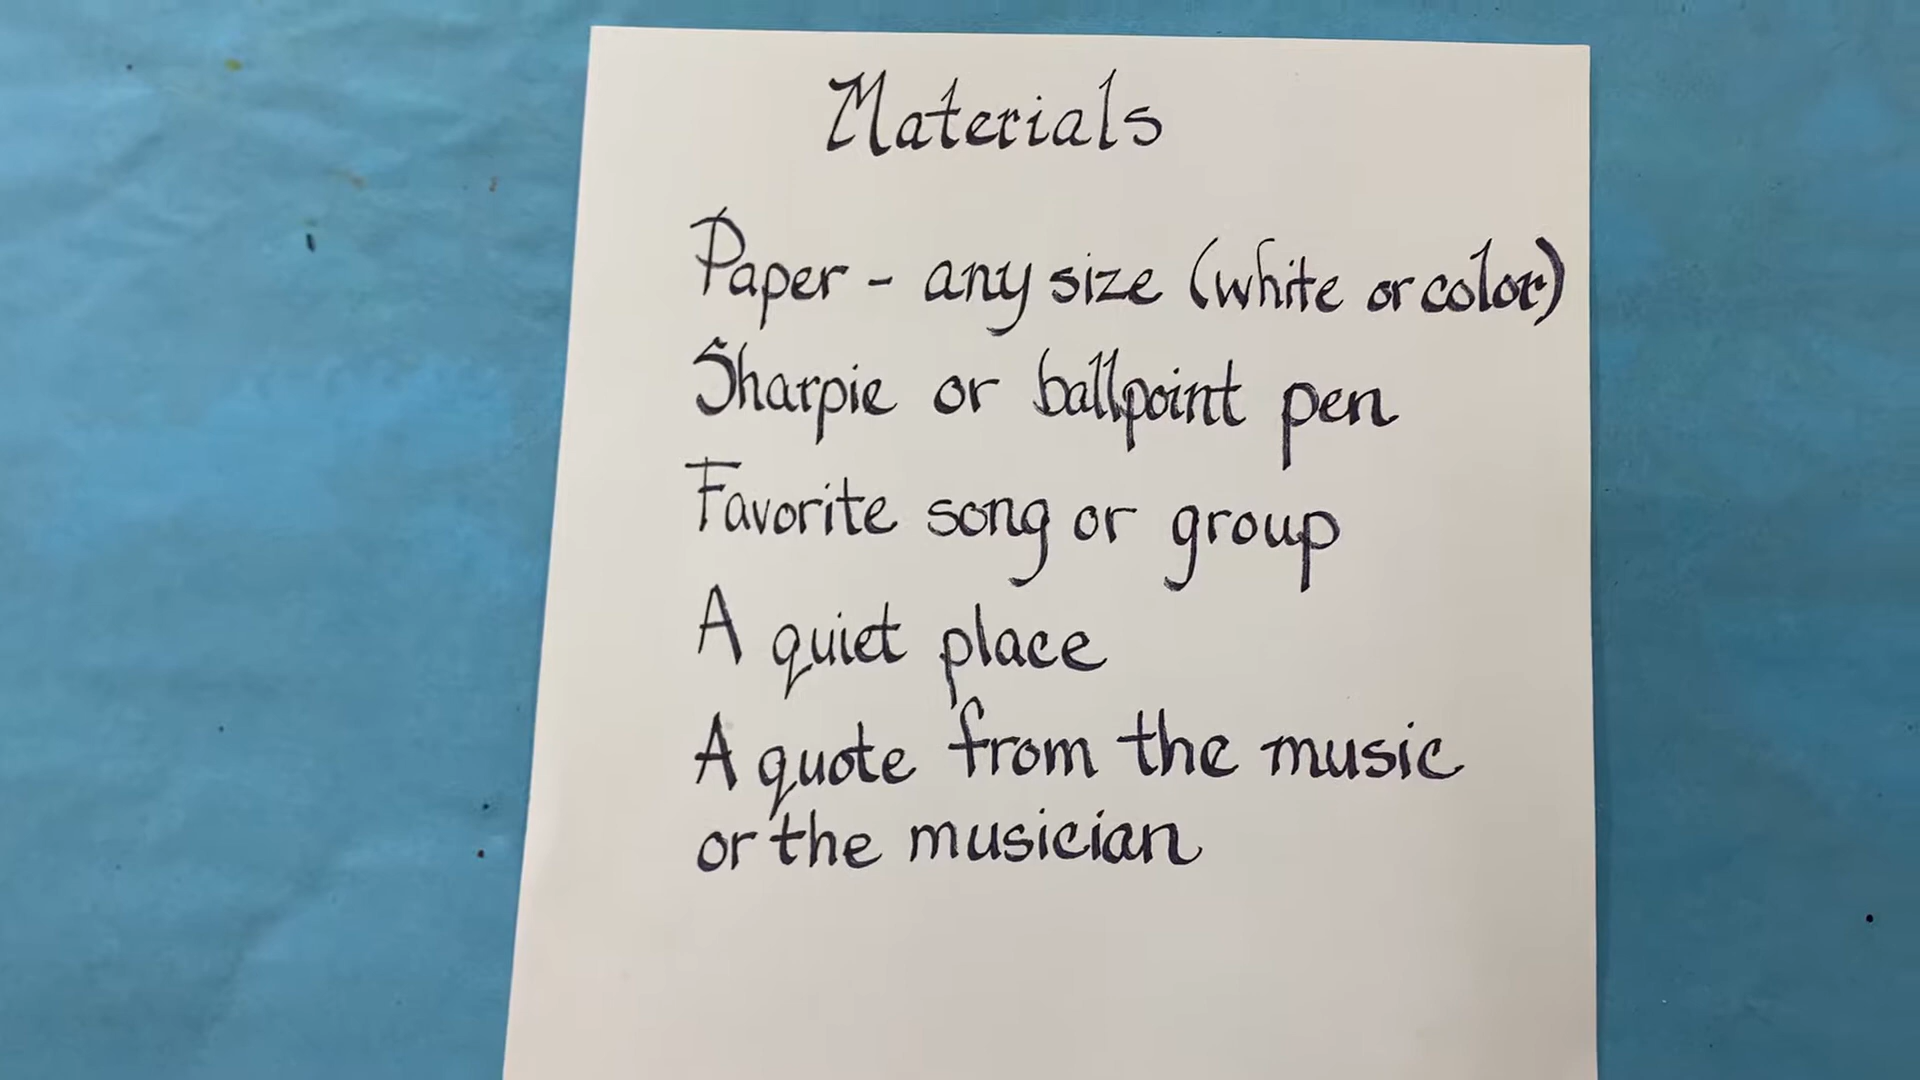 Materials
Paper - any size (white or color)
Sharpie or ballpoint pen
Favorite song or group
A quiet place
A quote from the music
or the musician